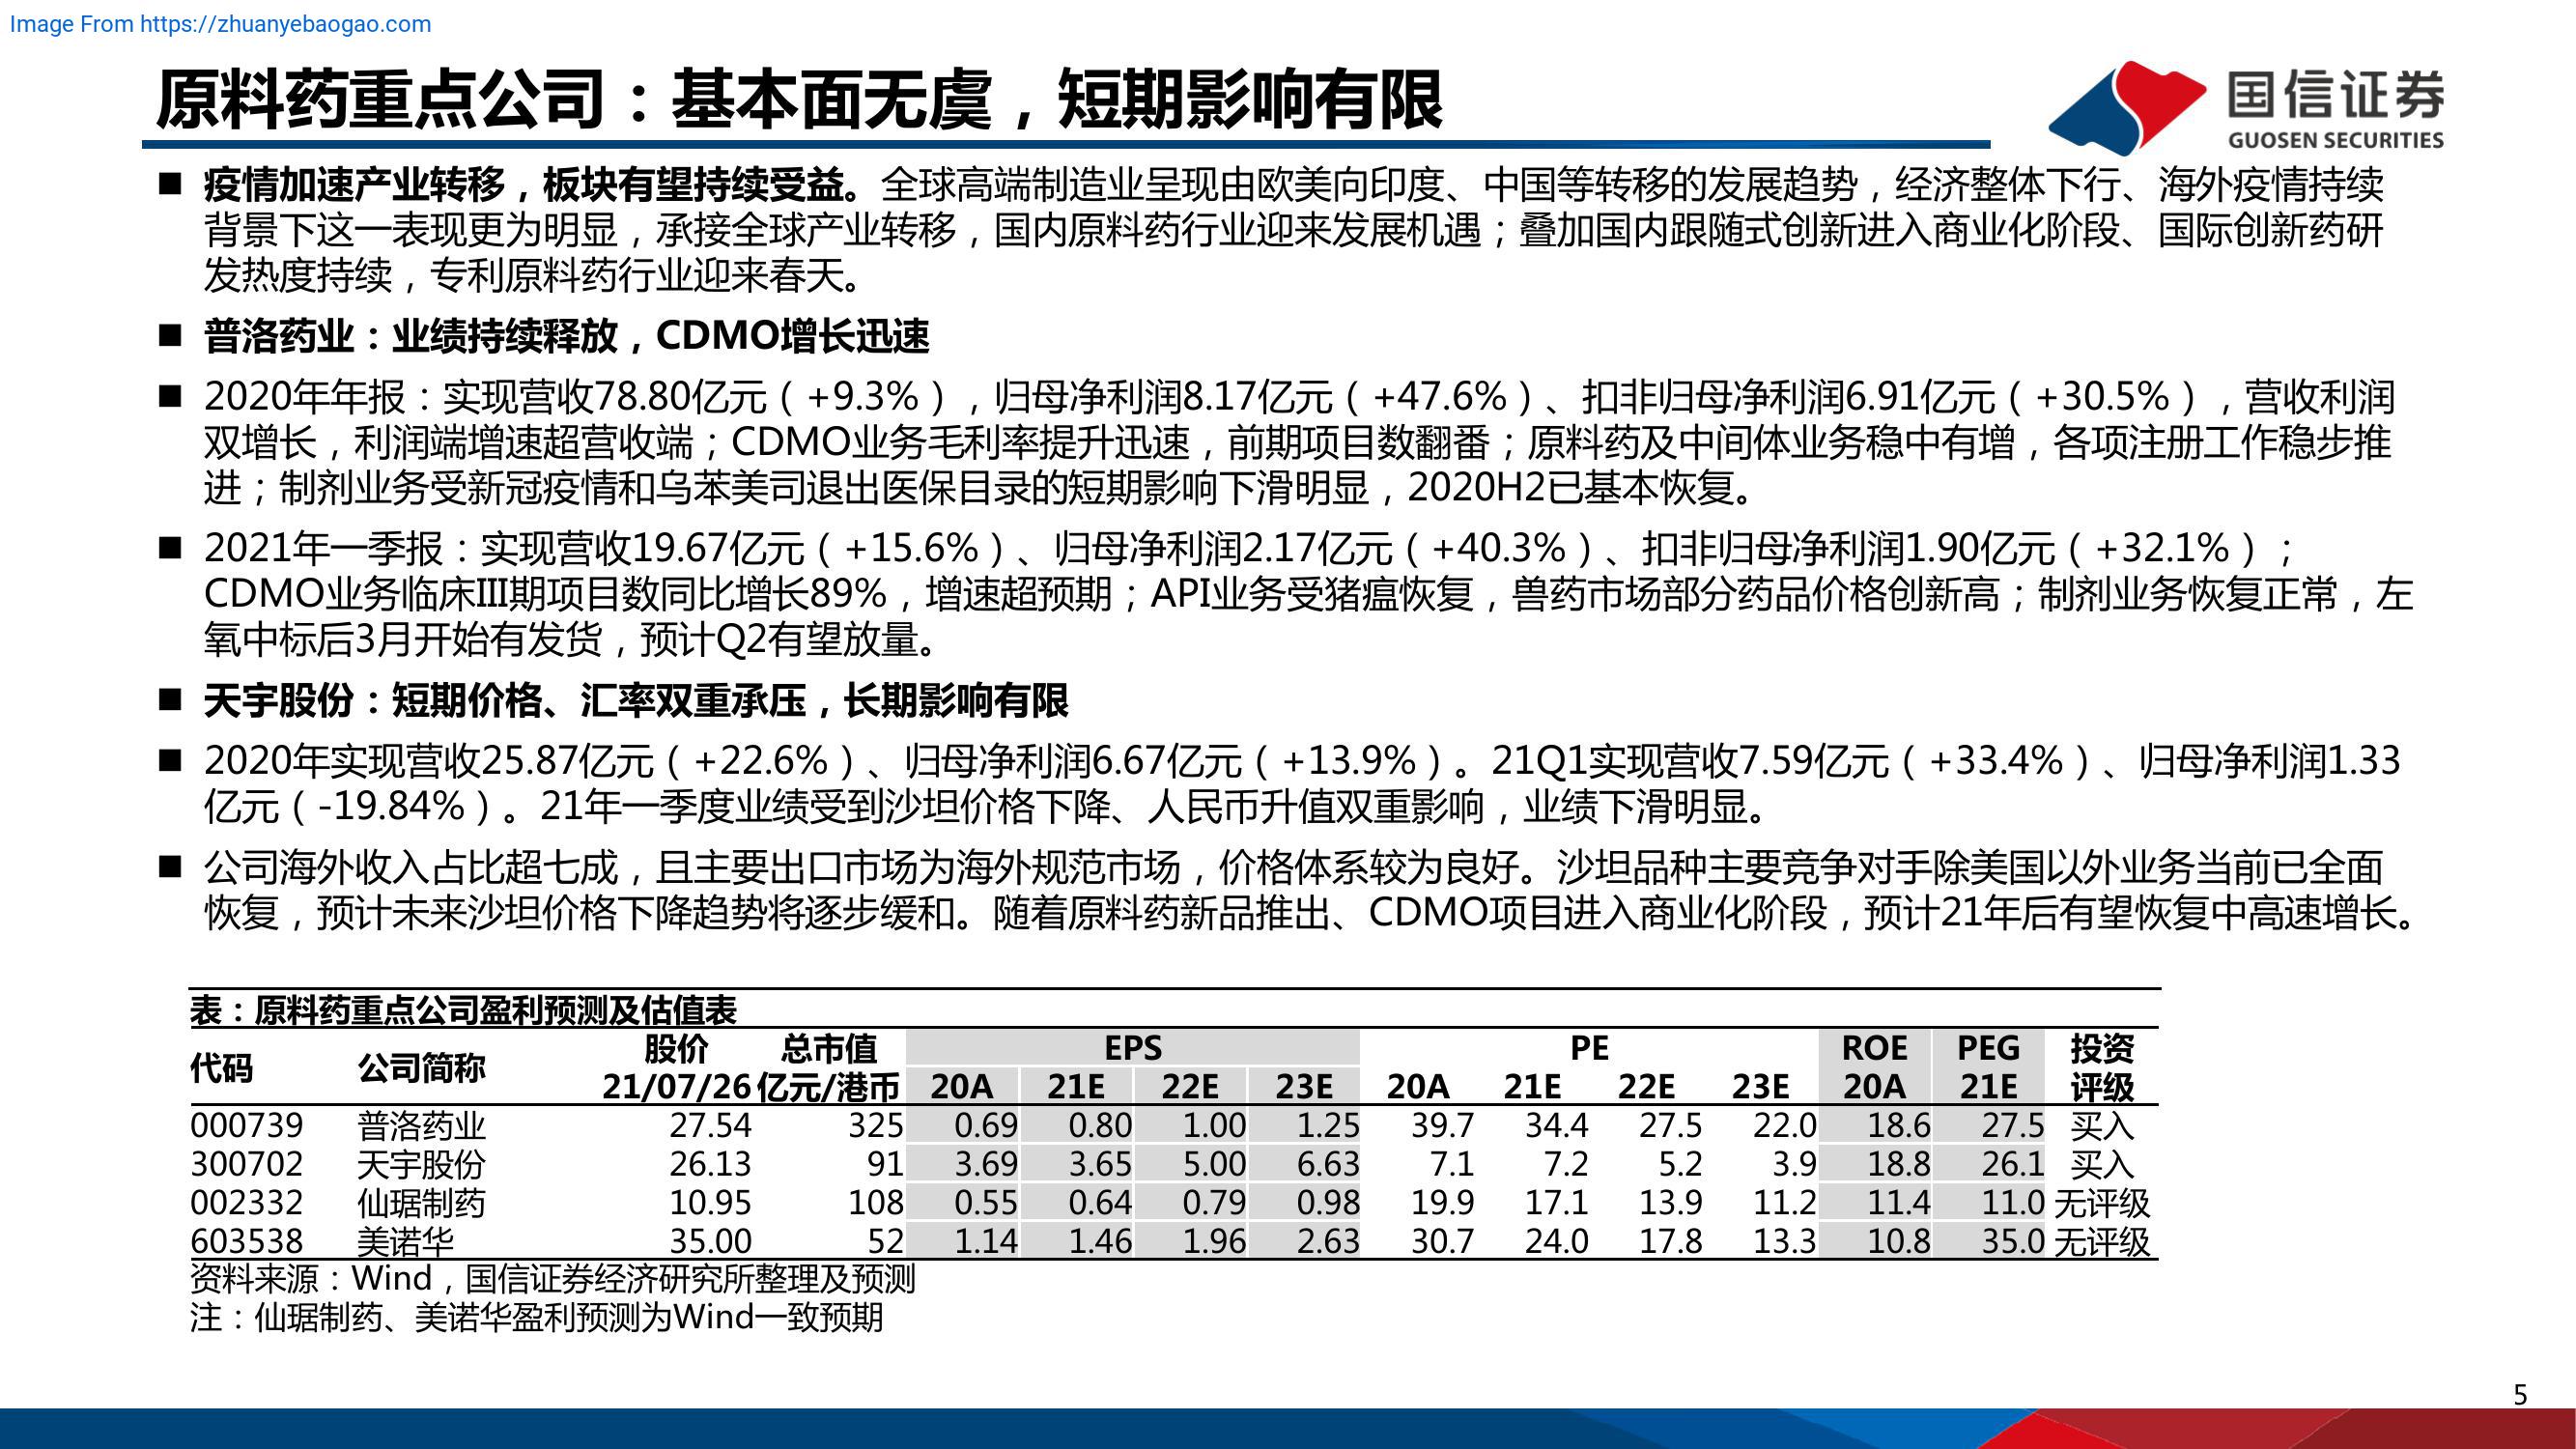 Image From https://zhuanyebaogao.com
原料药重点公司：基本面无虞，短期影响有限
国信证券
GUOSEN SECURITIES
■ 疫情加速产业转移，板块有望持续受益。全球高端制造业呈现由欧美向印度、中国等转移的发展趋势，经济整体下行、海外疫情持续
背景下这一表现更为明显，承接全球产业转移，国内原料药行业迎来发展机遇；叠加国内跟随式创新进入商业化阶段、国际创新药研
发热度持续，专利原料药行业迎来春天。
■ 普洛药业：业绩持续释放，CDMO增长迅速
■ 2020年年报：实现营收78.80亿元（+9.3%），归母净利润8.17亿元（+47.6%）、扣非归母净利润6.91亿元（+30.5%），营收利润
双增长，利润端增速超营收端；CDMO业务毛利率提升迅速，前期项目数翻番；原料药及中间体业务稳中有增，各项注册工作稳步推
进；制剂业务受新冠疫情和乌苯美司退出医保目录的短期影响下滑明显，2020H2已基本恢复。
■ 2021年一季报：实现营收19.67亿元（+15.6%）、归母净利润2.17亿元（+40.3%）、扣非归母净利润1.90亿元（+32.1%）；
CDMO业务临床III期项目数同比增长89%，增速超预期；API业务受猪瘟恢复，兽药市场部分药品价格创新高；制剂业务恢复正常，左
氧中标后3月开始有发货，预计Q2有望放量。
■ 天宇股份：短期价格、汇率双重承压，长期影响有限
■ 2020年实现营收25.87亿元（+22.6%）、归母净利润6.67亿元（+13.9%）。21Q1实现营收7.59亿元（+33.4%）、归母净利润1.33
亿元（-19.84%）。21年一季度业绩受到沙坦价格下降、人民币升值双重影响，业绩下滑明显。
■ 公司海外收入占比超七成，且主要出口市场为海外规范市场，价格体系较为良好。沙坦品种主要竞争对手除美国以外业务当前已全面
恢复，预计未来沙坦价格下降趋势将逐步缓和。随着原料药新品推出、CDMO项目进入商业化阶段，预计21年后有望恢复中高速增长。
表：原料药重点公司盈利预测及估值表
代码 公司简称 股价 总市值 EPS PE ROE PEG 投资
21/07/26 亿元/港币 20A 21E 22E 23E 20A 21E 22E 23E 20A 21E 评级
000739 普洛药业 27.54 325 0.69 0.80 1.00 1.25 39.7 34.4 27.5 22.0 18.6 27.5 买入
300702 天宇股份 26.13 91 3.69 3.65 5.00 6.63 7.1 7.2 5.2 3.9 18.8 26.1 买入
002332 仙琚制药 10.95 108 0.55 0.64 0.79 0.98 19.9 17.1 13.9 11.2 11.4 11.0 无评级
603538 美诺华 35.00 52 1.14 1.46 1.96 2.63 30.7 24.0 17.8 13.3 10.8 35.0 无评级
资料来源：Wind，国信证券经济研究所整理及预测
注：仙琚制药、美诺华盈利预测为Wind一致预期
5